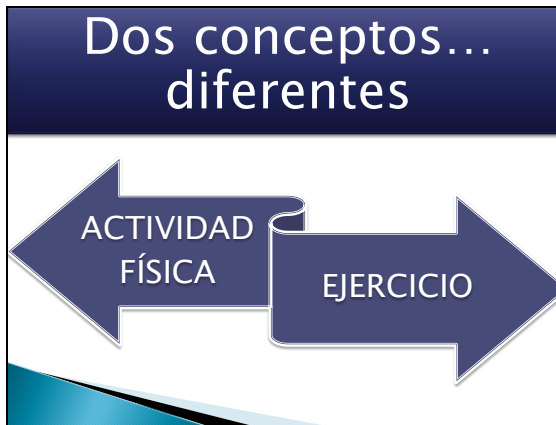 Dos conceptos...
diferentes
ACTIVIDAD
FÍSICA
EJERCICIO